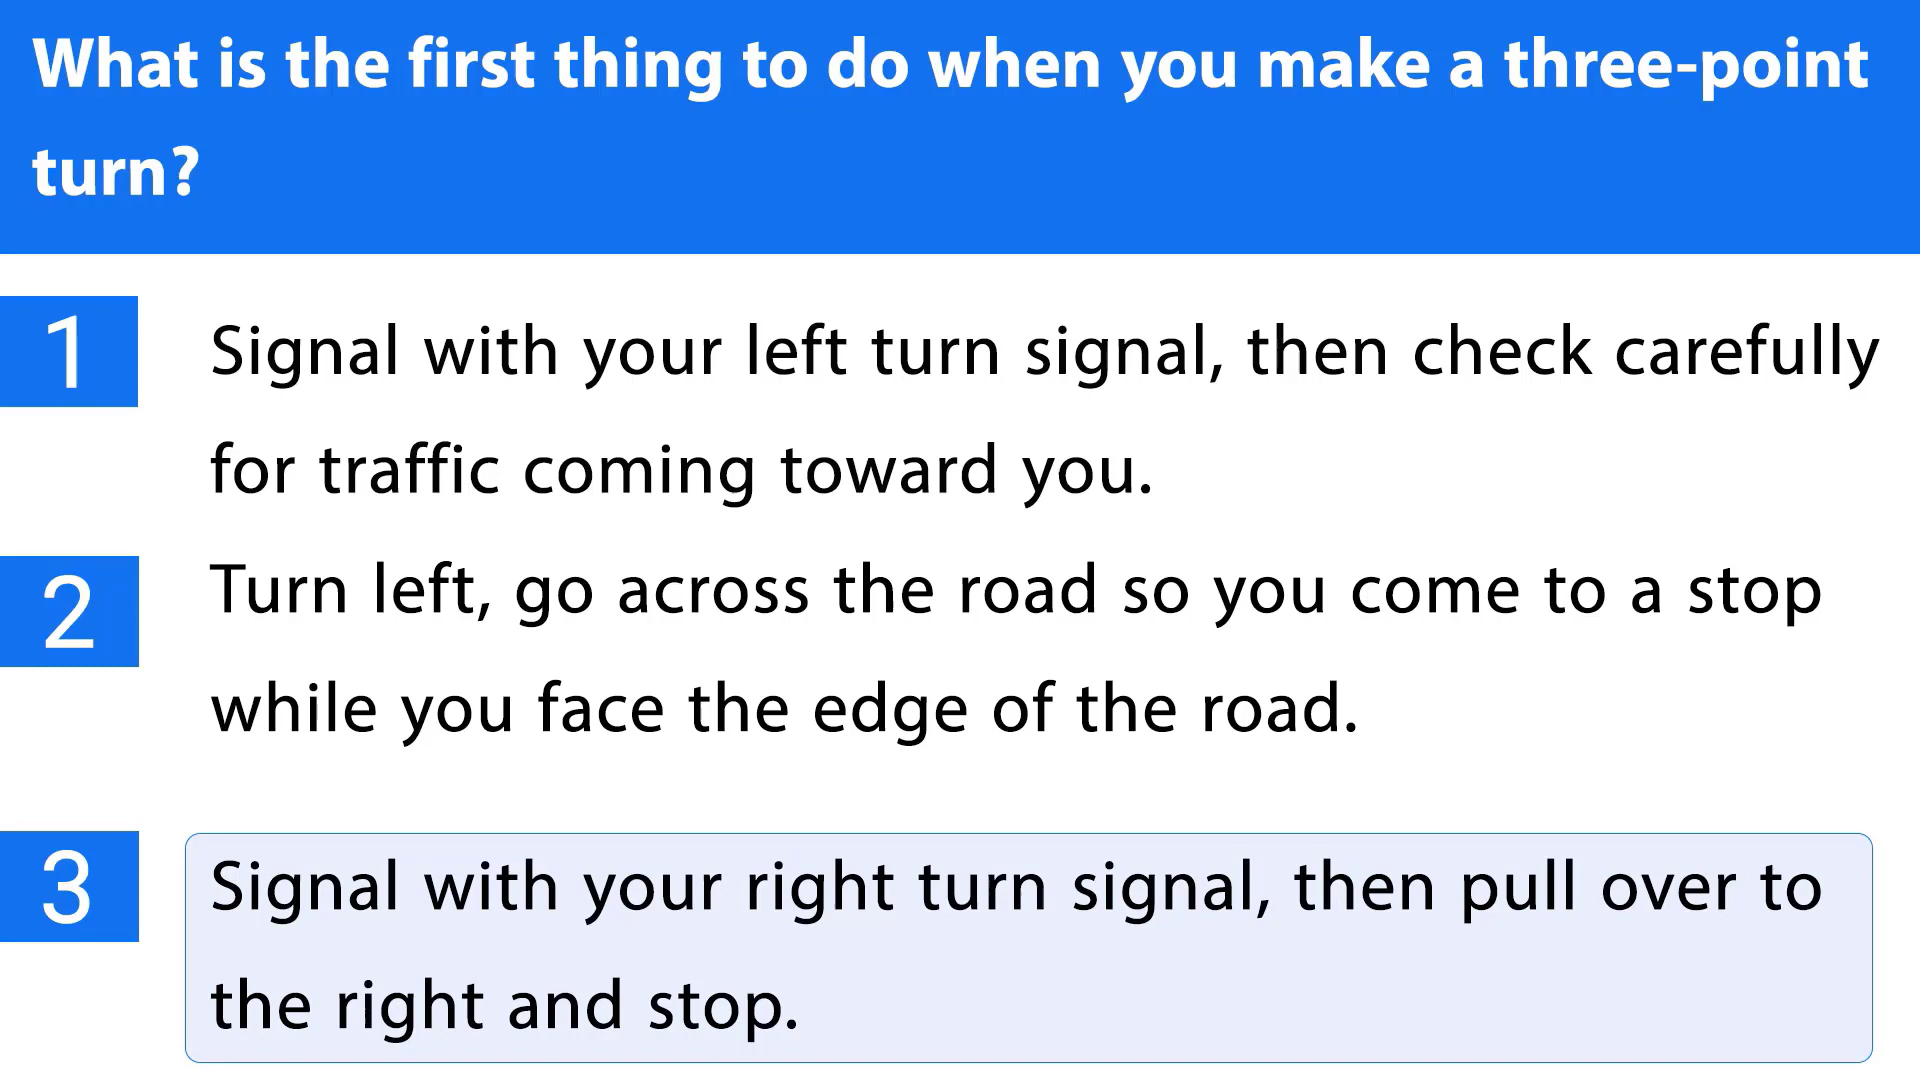 What is the first thing to do when you make a three-point
turn?
1
Signal with your left turn signal, then check carefully
for traffic coming toward you.
2
Turn left, go across the road so you come to a stop
while you face the edge of the road.
3
Signal with your right turn signal, then pull over to
the right and stop.